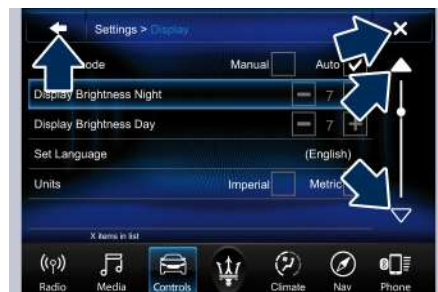 Settings > Display
ode Manual Auto
Display Brightness Night 7
Display Brightness Day 7
Set Language (English)
Units Imperial Metric
X items in list
Radio Media Controls Climate Nav Phone